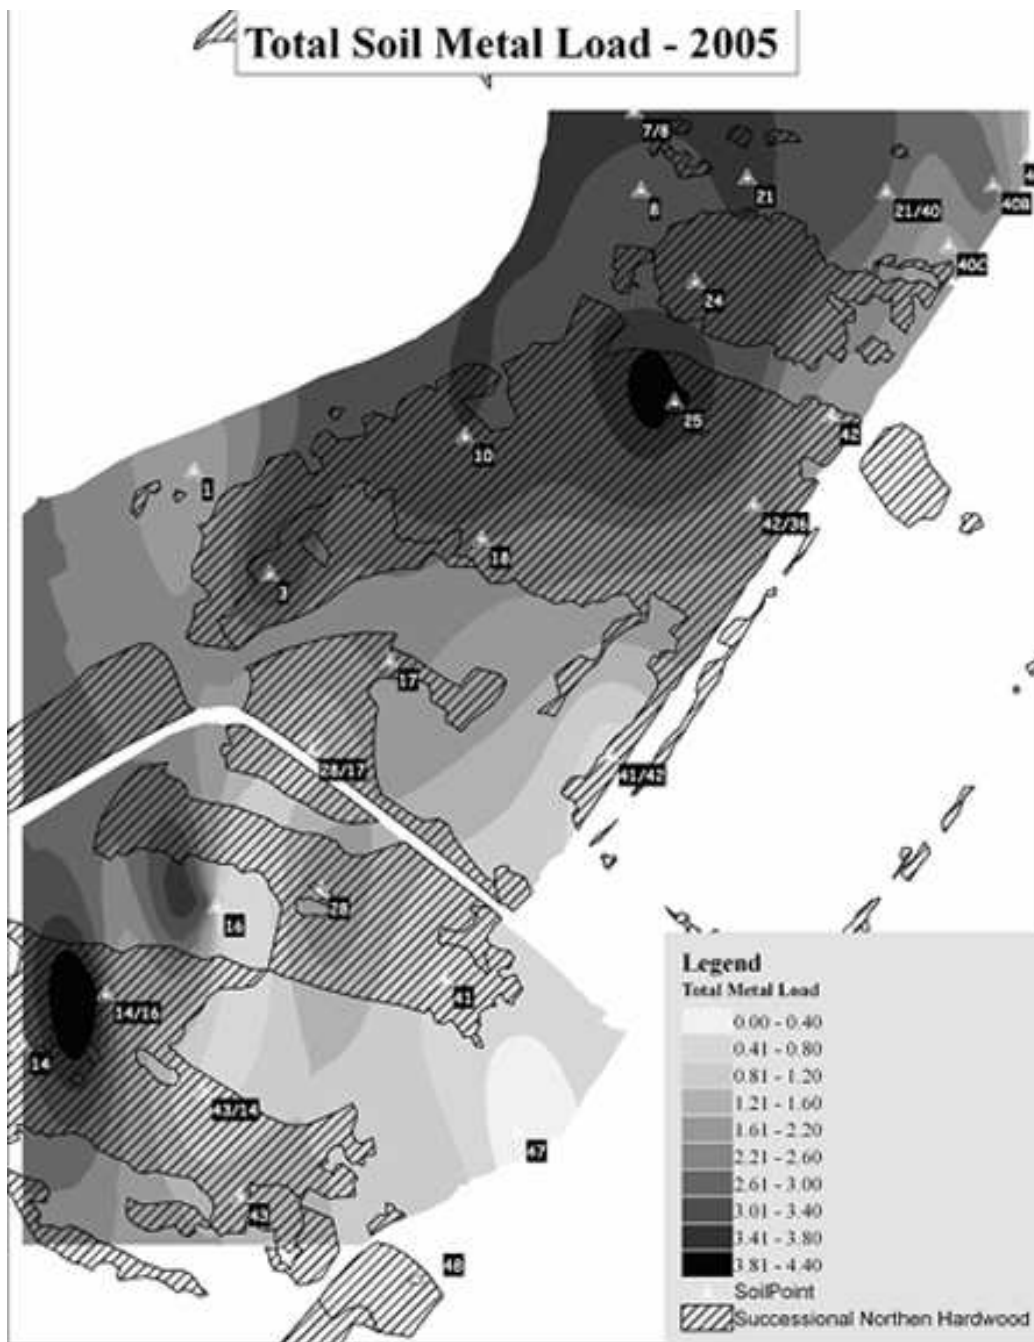 Total Soil Metal Load - 2005
7/8
21
8
21/40
40B
4
40C
24
25
42
10
1
42/36
18
3
17
28/17
41/42
28
16
41
14/16
14
43/14
47
43
48
Legend
Total Metal Load
0.00 - 0.40
0.41 - 0.80
0.81 - 1.20
1.21 - 1.60
1.61 - 2.20
2.21 - 2.60
2.61 - 3.00
3.01 - 3.40
3.41 - 3.80
3.81 - 4.40
SoilPoint
Successional Northen Hardwood